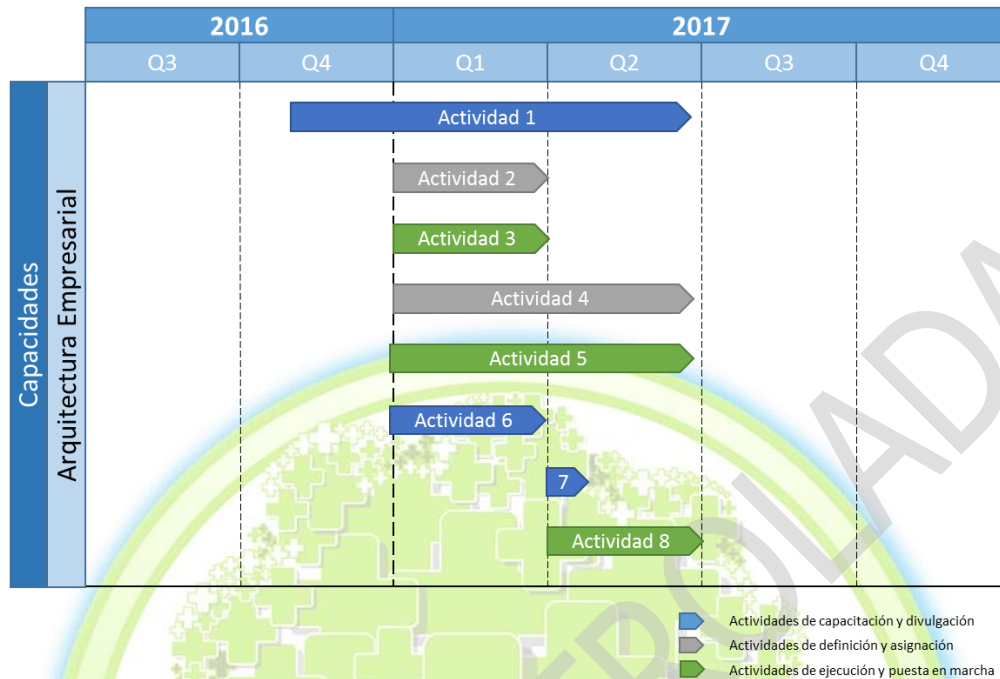 2016 2017
Q3 Q4 Q1 Q2 Q3 Q4
Capacidades
Arquitectura Empresarial
Actividad 1
Actividad 2
Actividad 3
Actividad 4
Actividad 5
Actividad 6
7
Actividad 8
Actividades de capacitación y divulgación
Actividades de definición y asignación
Actividades de ejecución y puesta en marcha
ROLADA